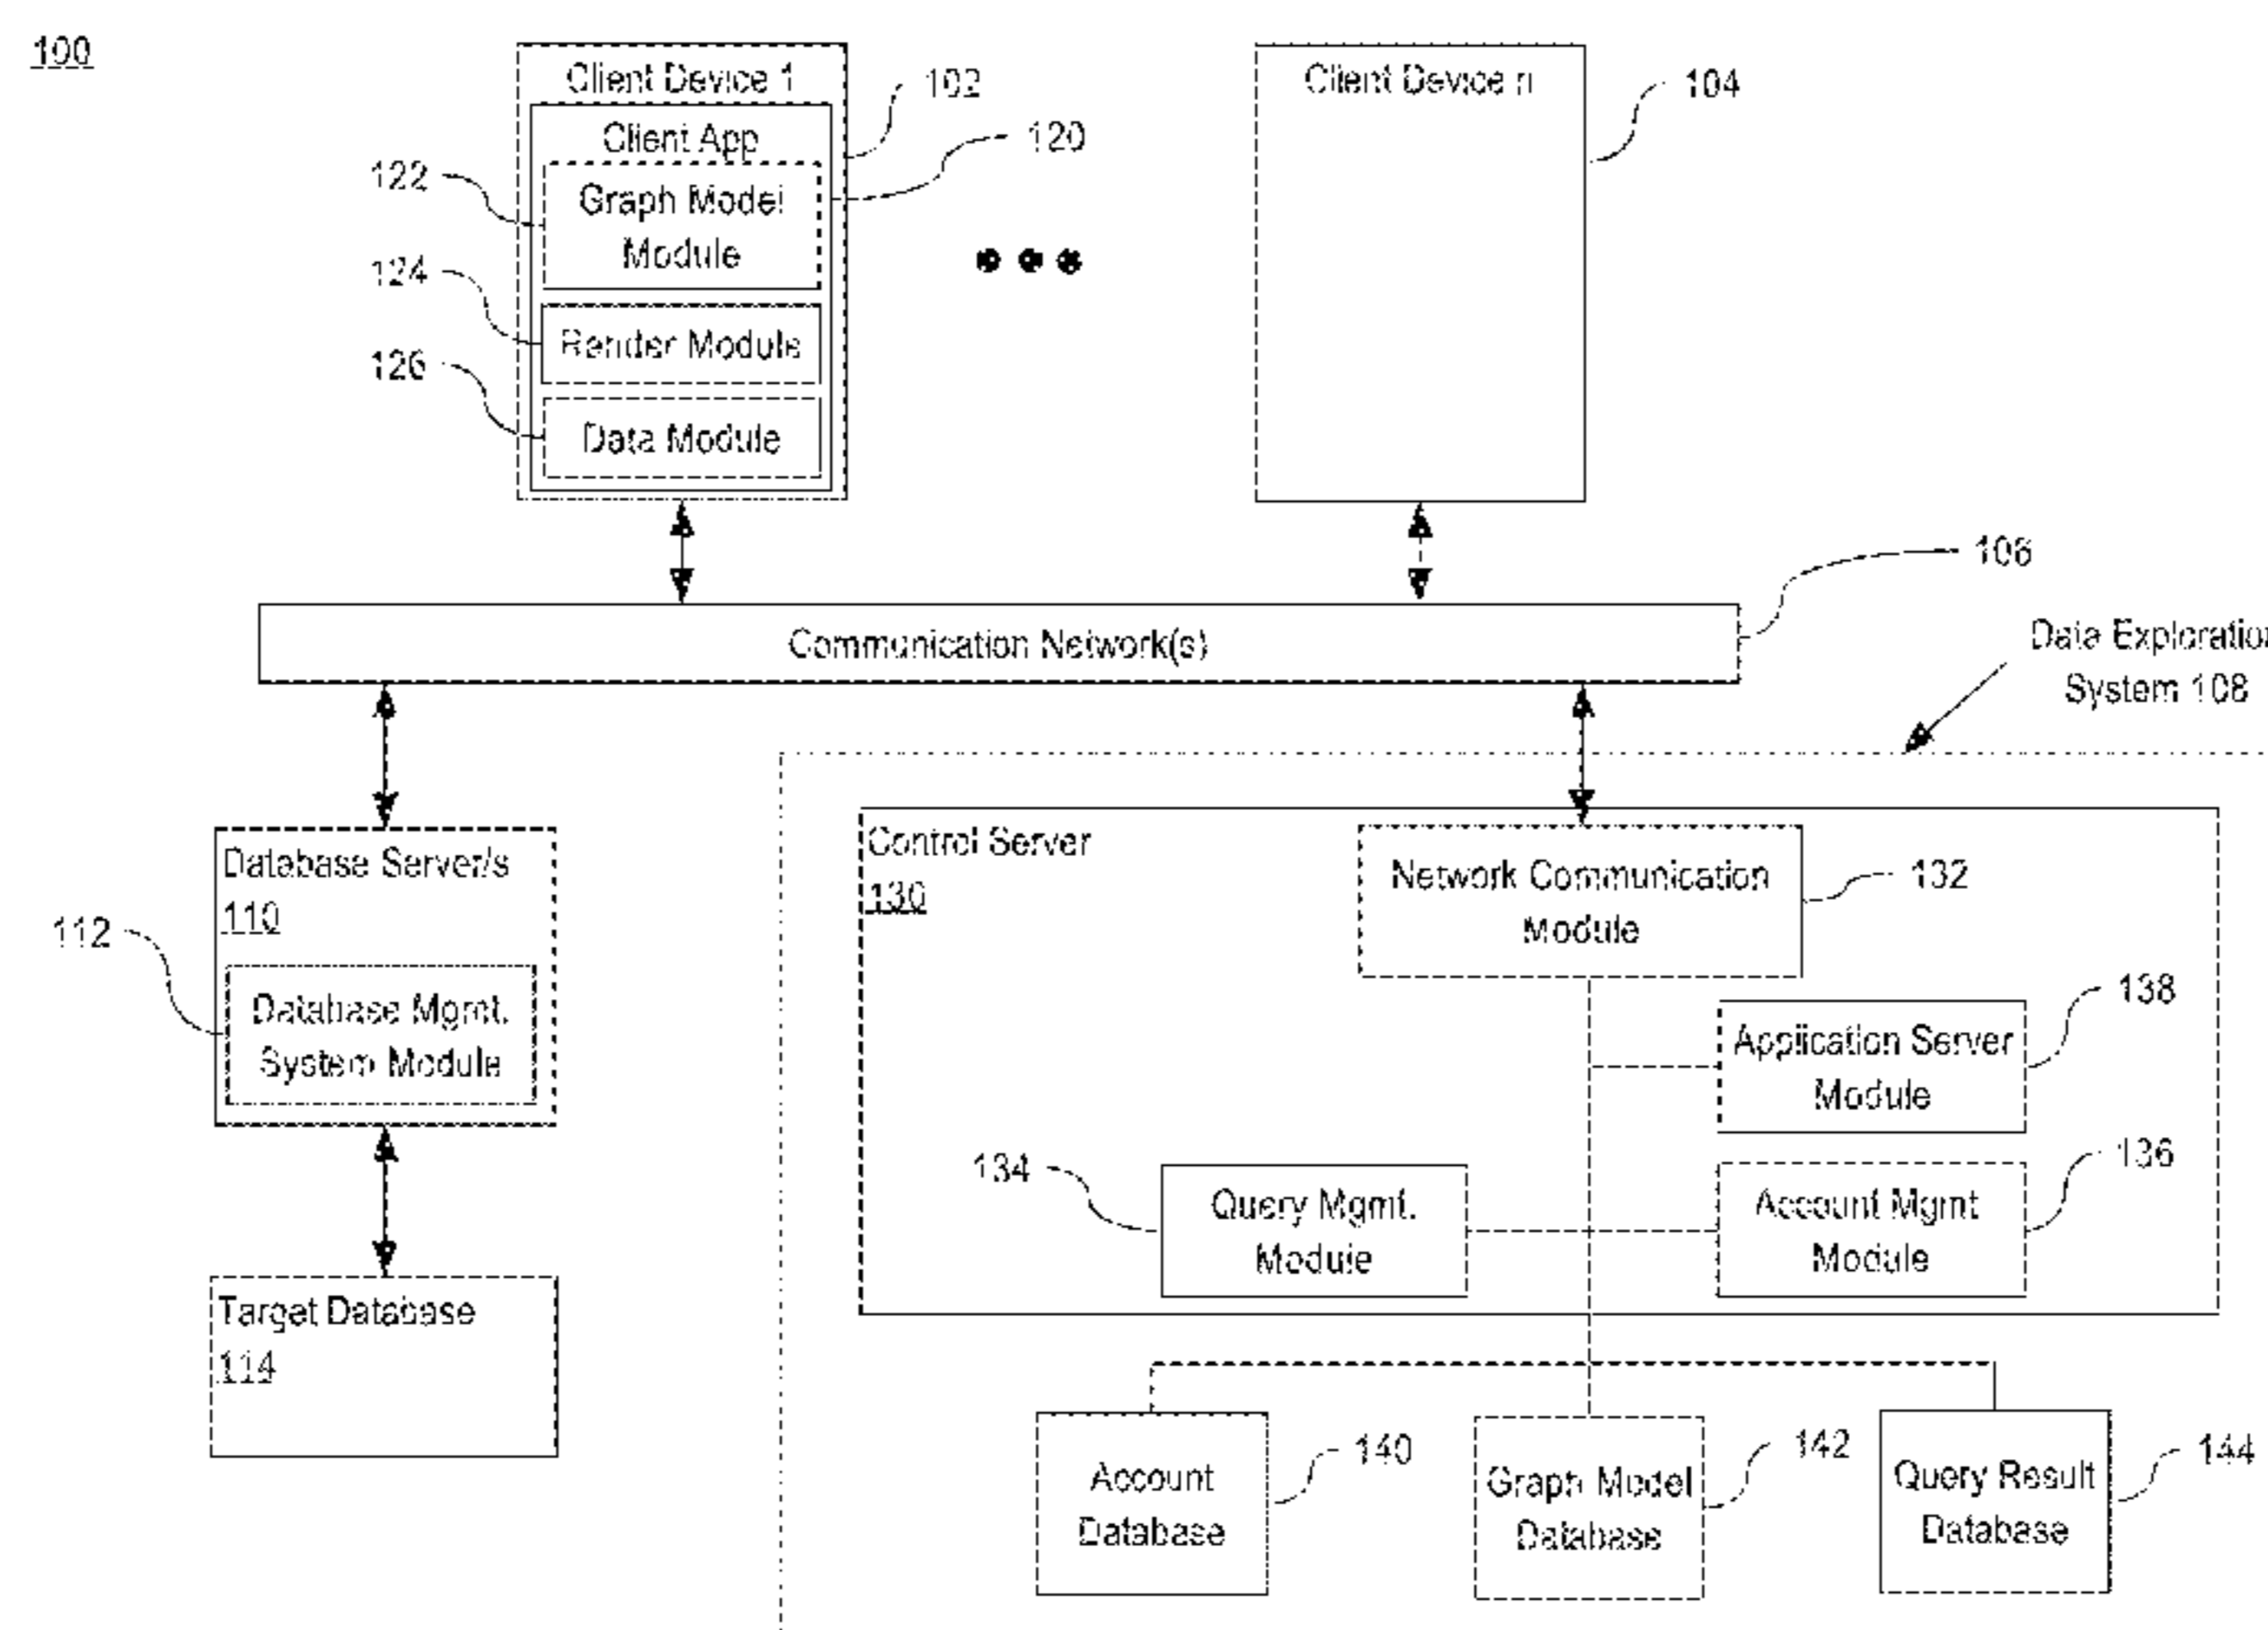 100
Client Device 1
102
Client App
120
122
Graph Model
Module
124
Render Module
126
Data Module
Client Device n
104
106
Communication Network(s)
Data Exploration
System 108
Database Server/s
110
112
Database Mgmt.
System Module
Target Database
114
Control Server
130
Network Communication
Module
132
138
Application Server
Module
134
Query Mgmt.
Module
136
Account Mgmt
Module
Account
Database
140
Graph Model
Database
142
Query Result
Database
144